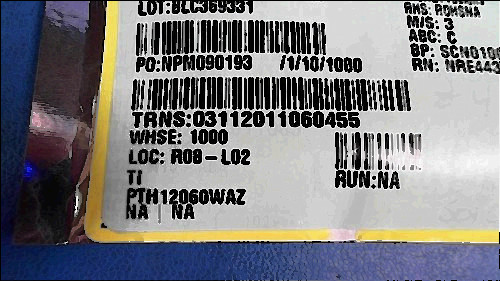 LOT:BLC369331
RHS: ROHSNA
M/S: 3
ABC: C
PO:NPM090193 /1/10/1000
TRNS:03112011060455
WHSE: 1000
LOC: R09-L02
TI
RUN:NA
PTH12060WAZ
NA NA